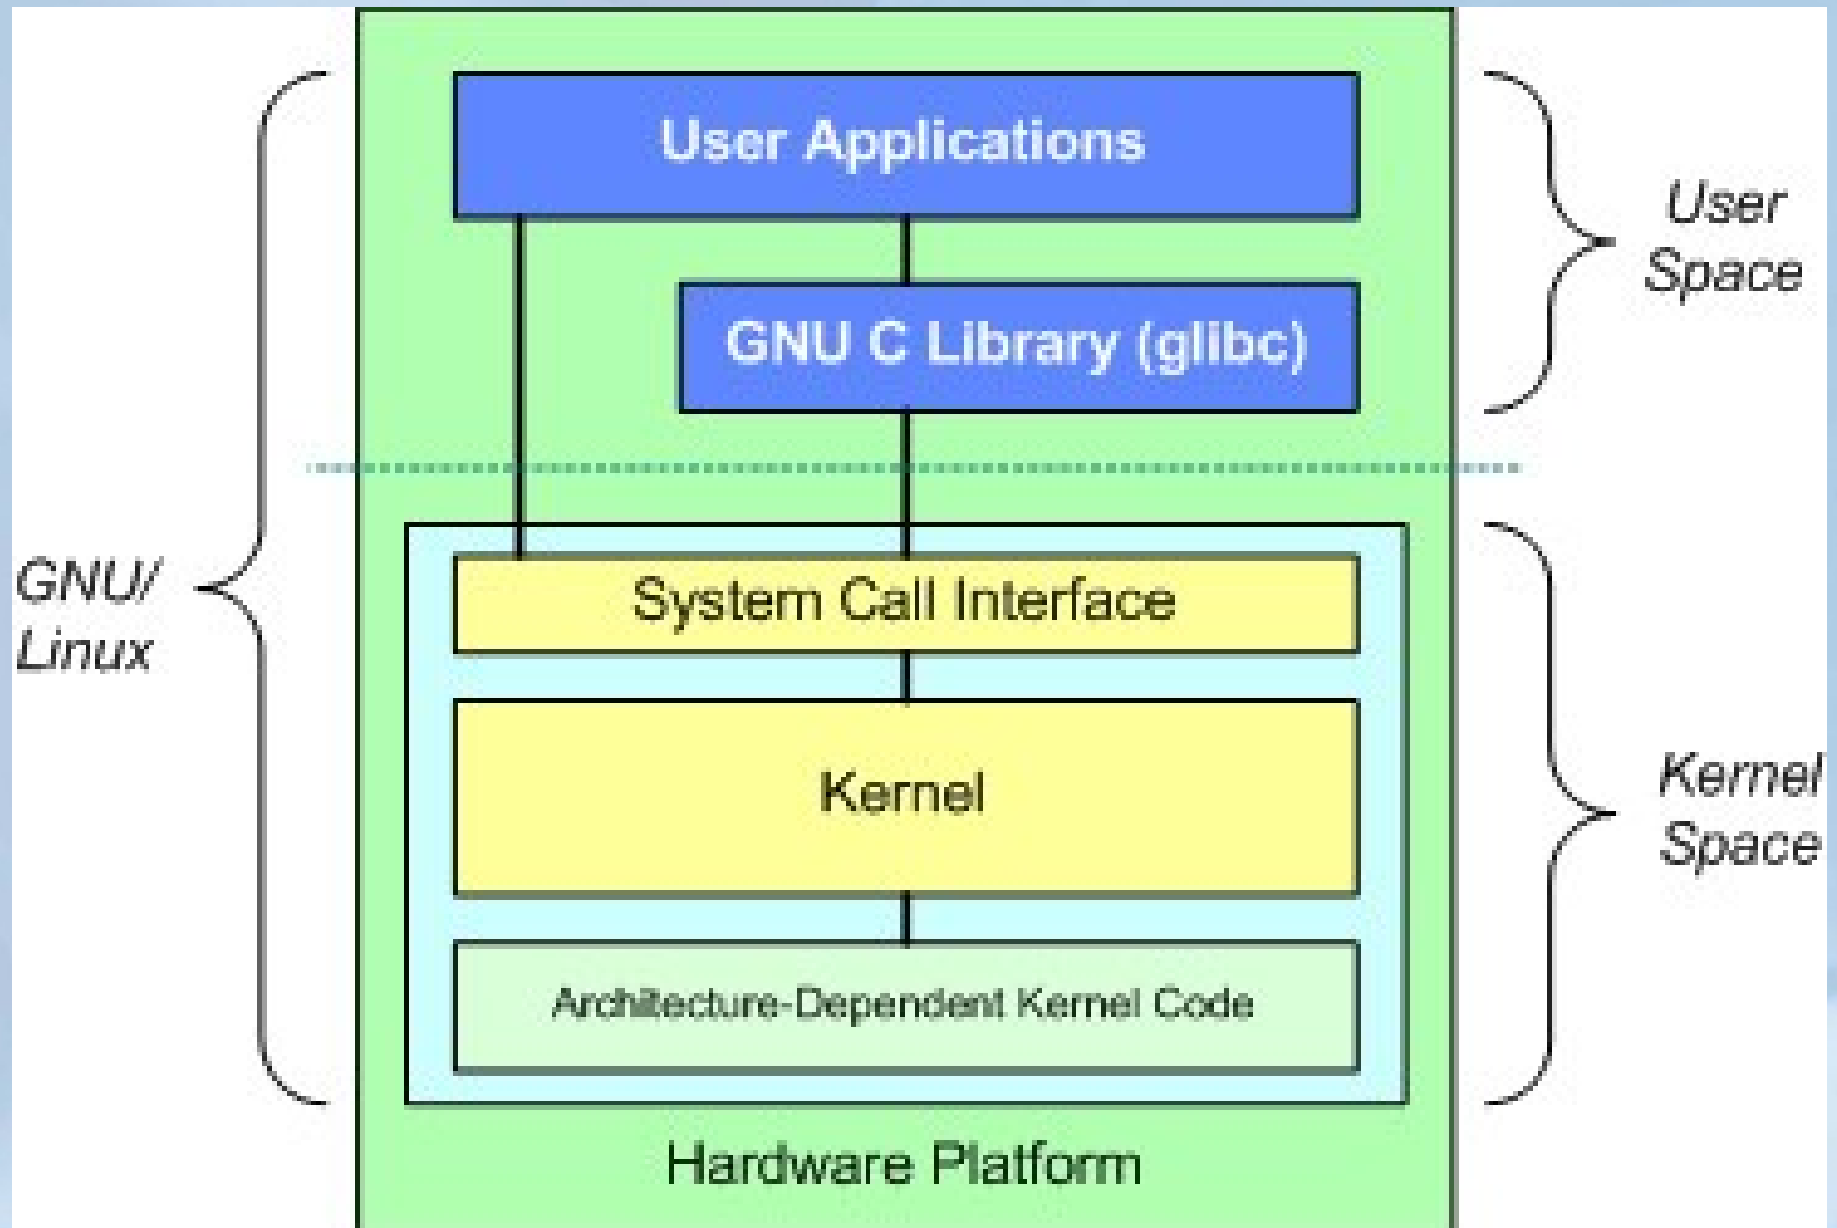 User Applications
User
Space
GNU C Library (glibc)
GNU/
Linux
System Call Interface
Kernel
Kernel
Space
Architecture-Dependent Kernel Code
Hardware Platform